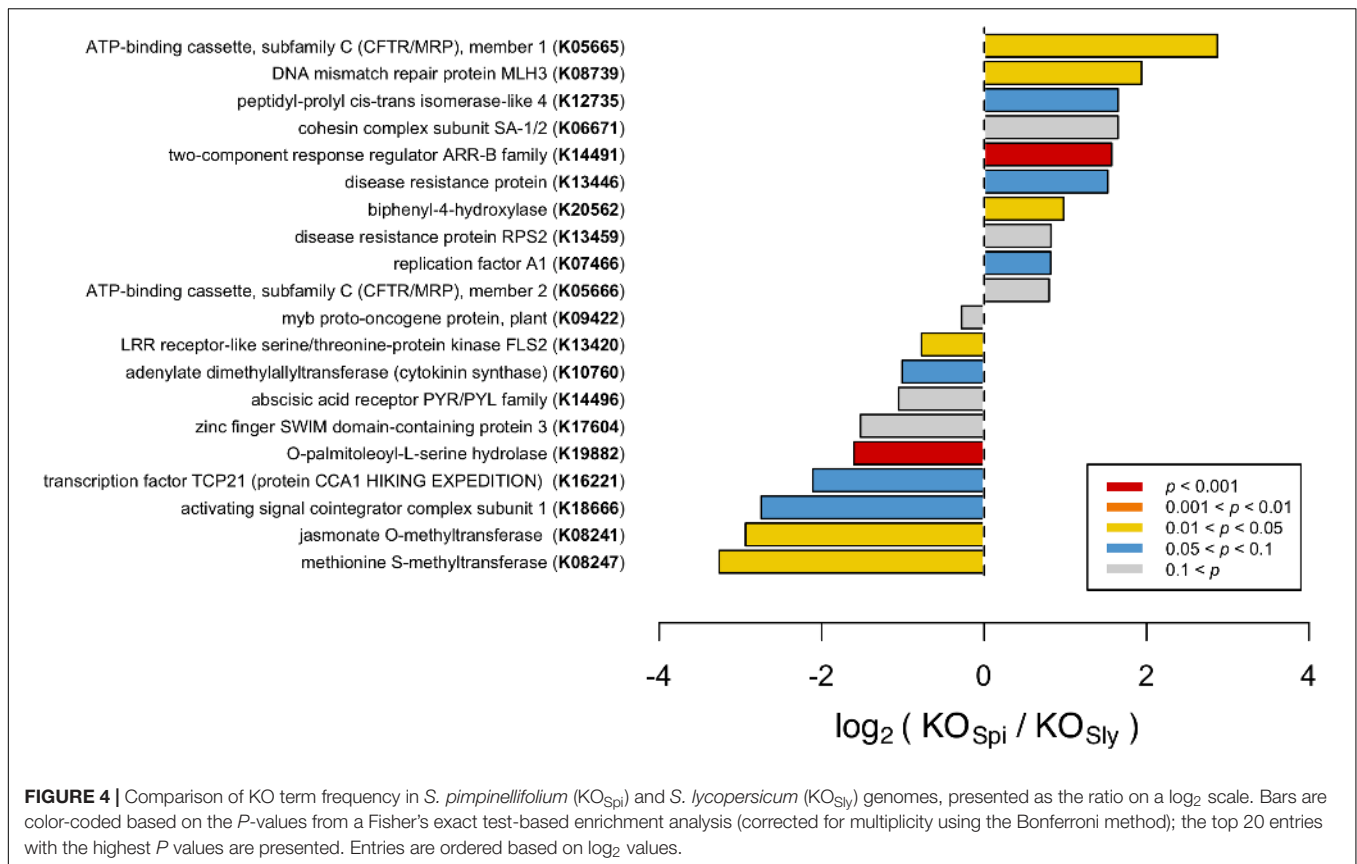 ATP-binding cassette, subfamily C (CFTR/MRP), member 1 (K05665)
DNA mismatch repair protein MLH3 (K08739)
peptidyl-prolyl cis-trans isomerase-like 4 (K12735)
cohesin complex subunit SA-1/2 (K06671)
two-component response regulator ARR-B family (K14491)
disease resistance protein (K13446)
biphenyl-4-hydroxylase (K20562)
disease resistance protein RPS2 (K13459)
replication factor A1 (K07466)
ATP-binding cassette, subfamily C (CFTR/MRP), member 2 (K05666)
myb proto-oncogene protein, plant (K09422)
LRR receptor-like serine/threonine-protein kinase FLS2 (K13420)
adenylate dimethylallyltransferase (cytokinin synthase) (K10760)
abscisic acid receptor PYR/PYL family (K14496)
zinc finger SWIM domain-containing protein 3 (K17604)
O-palmitoleoyl-L-serine hydrolase (K19882)
transcription factor TCP21 (protein CCA1 HIKING EXPEDITION) (K16221)
activating signal cointegrator complex subunit 1 (K18666)
jasmonate O-methyltransferase (K08241)
methionine S-methyltransferase (K08247)
p < 0.001
0.001 < p < 0.01
0.01 < p < 0.05
0.05 < p < 0.1
0.1 < p
-4 -2 0 2 4
log2 ( KOSpi / KOSly )
FIGURE 4 | Comparison of KO term frequency in S. pimpinellifolium (KOSpi) and S. lycopersicum (KOSly) genomes, presented as the ratio on a log2 scale. Bars are
color-coded based on the P-values from a Fisher's exact test-based enrichment analysis (corrected for multiplicity using the Bonferroni method); the top 20 entries
with the highest P values are presented. Entries are ordered based on log2 values.